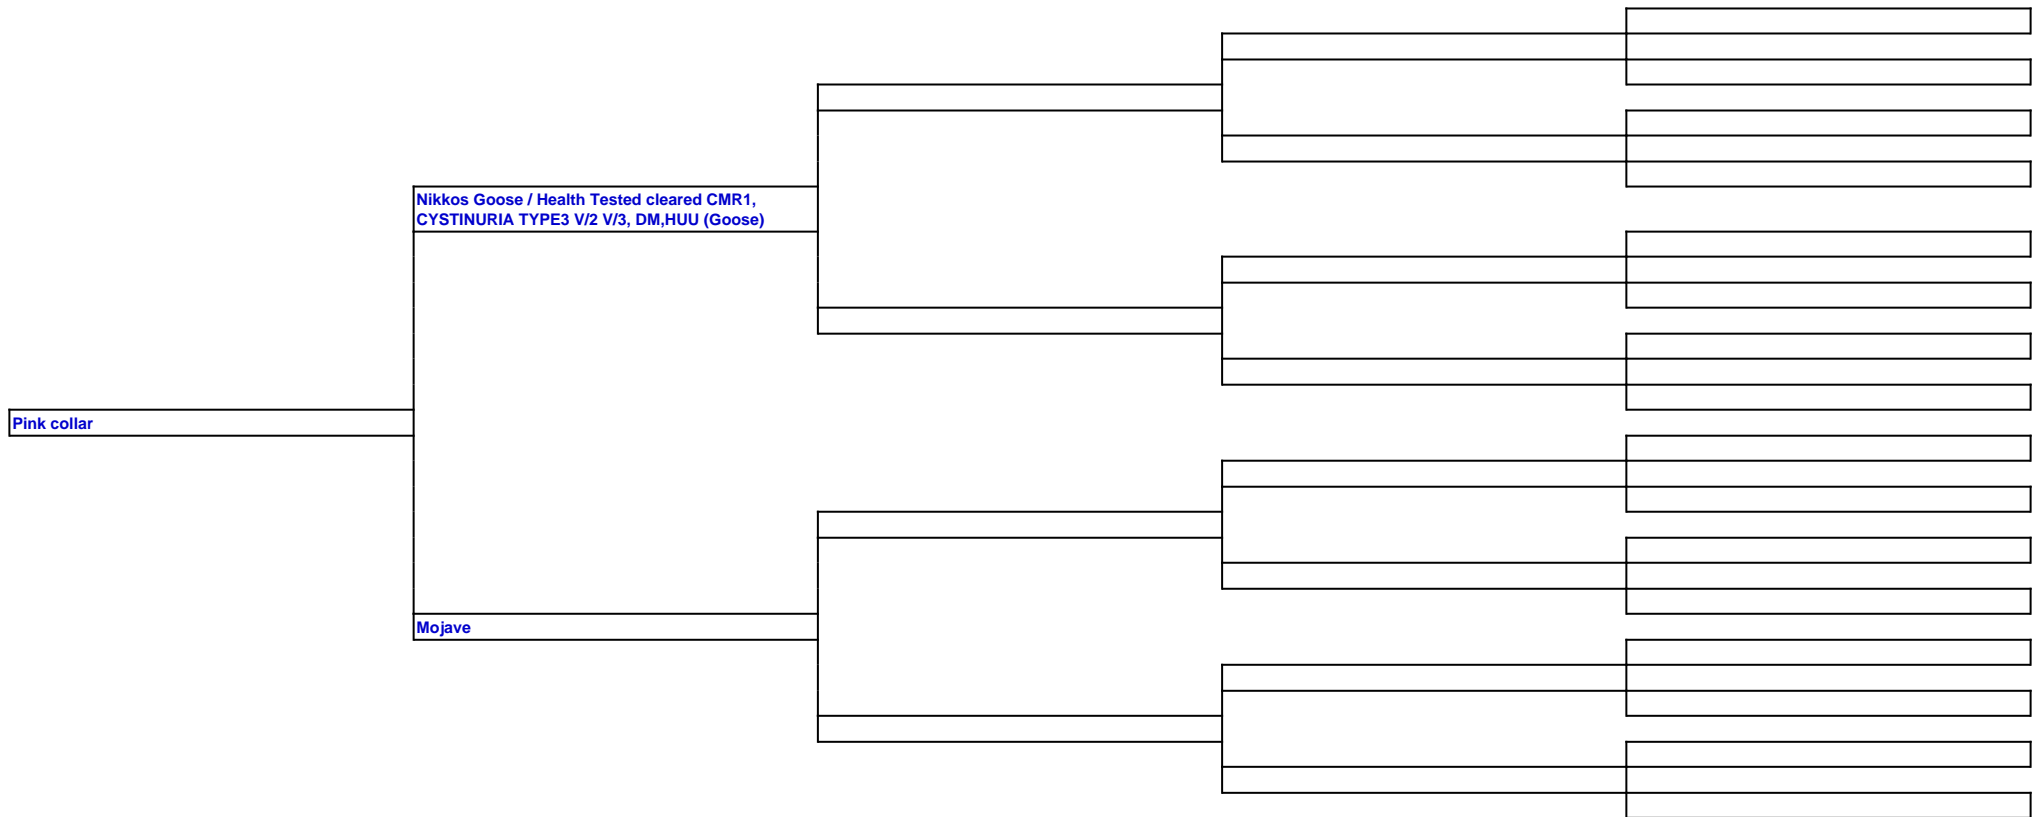 Nikkos Goose / Health Tested cleared CMR1,
CYSTINURIA TYPE3 V/2 V/3, DM,HUU (Goose)
Pink collar
Mojave